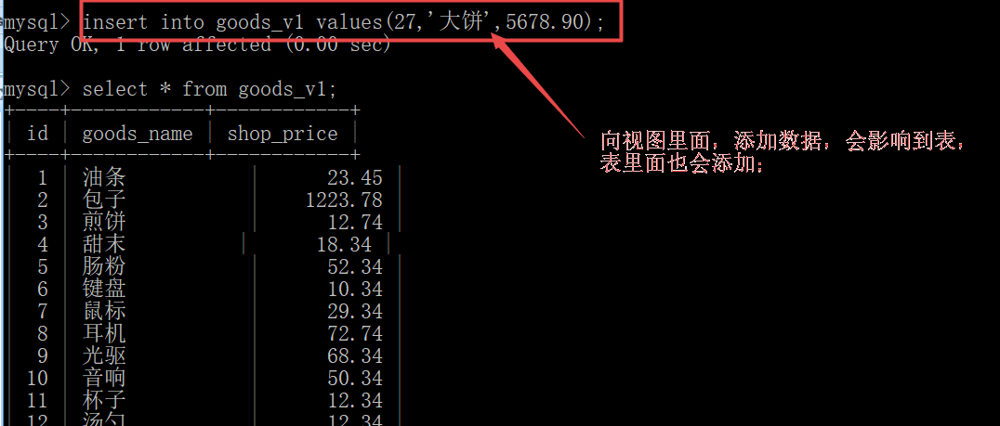 mysql> insert into goods_v1 values(27,'大饼',5678.90);
Query OK, 1 row affected (0.00 sec)
mysql> select * from goods_v1;
+----+------------+------------+
| id | goods_name | shop_price |
+----+------------+------------+
| 1 | 油条 | 23.45 |
| 2 | 包子 | 1223.78 |
| 3 | 煎饼 | 12.74 |
| 4 | 甜末 | 18.34 |
| 5 | 肠粉 | 52.34 |
| 6 | 键盘 | 10.34 |
| 7 | 鼠标 | 29.34 |
| 8 | 耳机 | 72.74 |
| 9 | 光驱 | 68.34 |
| 10 | 音响 | 50.34 |
| 11 | 杯子 | 12.34 |
| 12 | 汤勺 | 12.34 |
向视图里面，添加数据，会影响到表，
表里面也会添加；